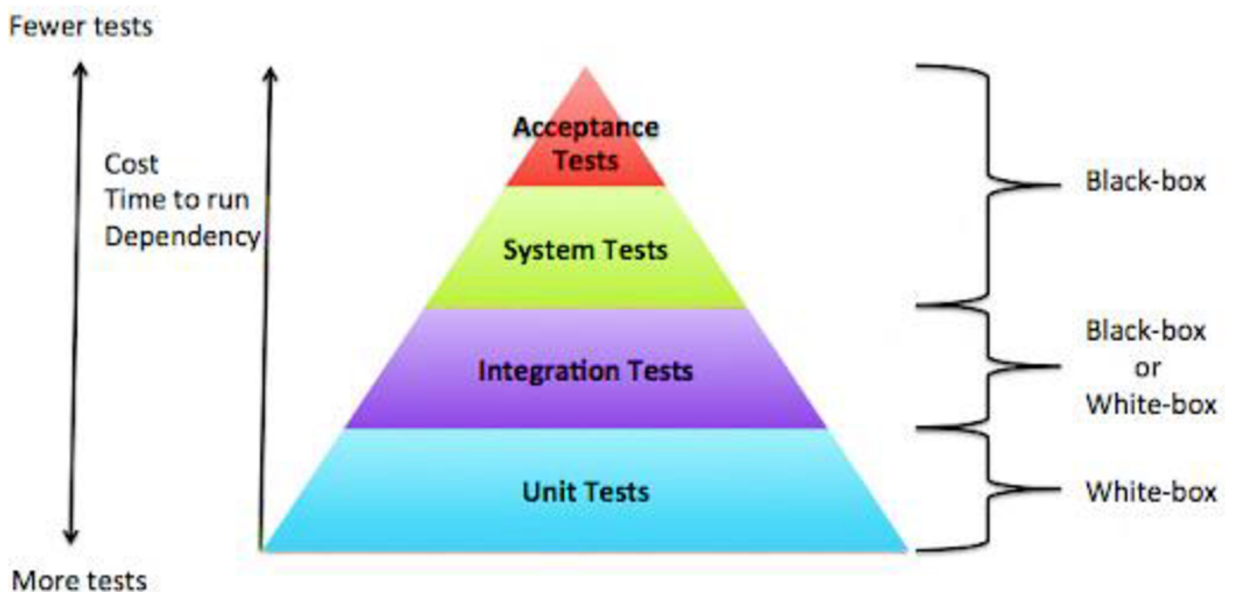 Fewer tests
Cost
Time to run
Dependency
Acceptance
Tests
System Tests
Integration Tests
Unit Tests
Black-box
Black-box
or
White-box
White-box
More tests